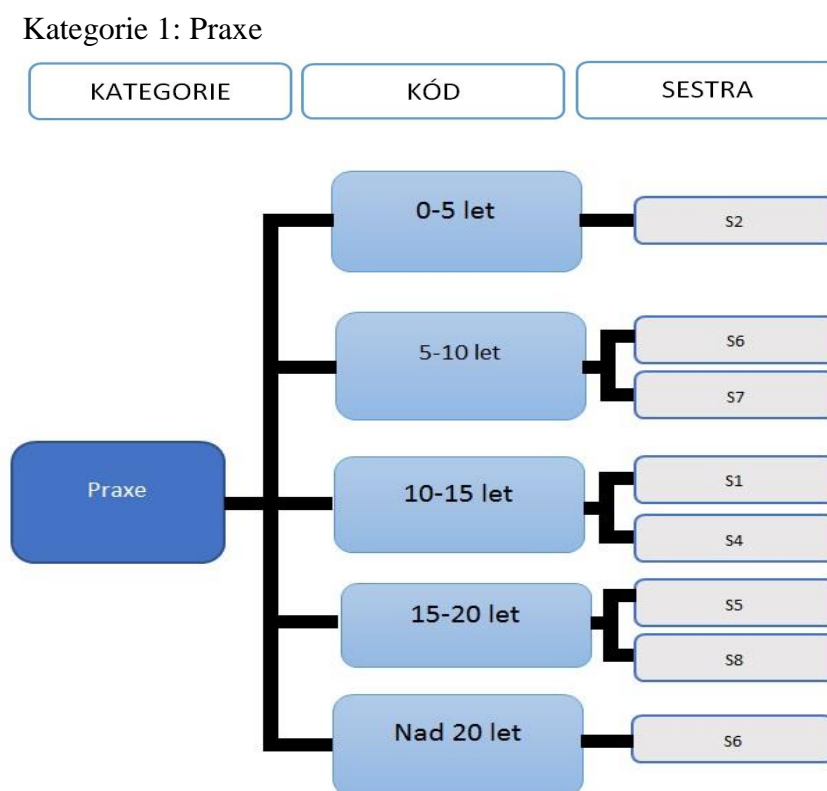 Kategorie 1: Praxe
KATEGORIE KÓD SESTRA
0-5 let
S2
5-10 let
S6
S7
Praxe
10-15 let
S1
S4
15-20 let
S5
S8
Nad 20 let
S6